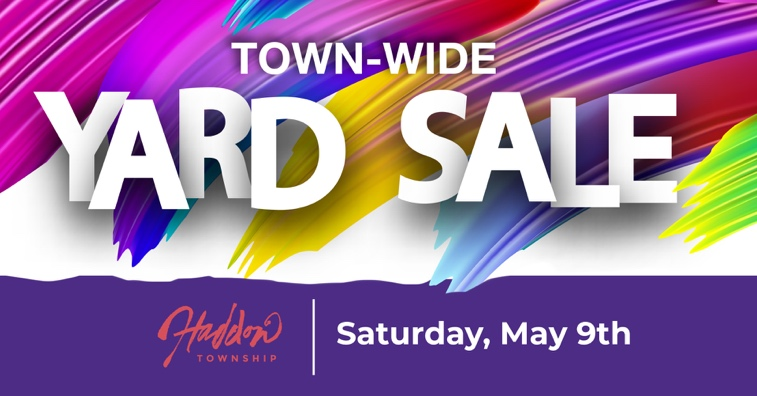 TOWN-WIDE
YARD SALE
Haddon
TOWNSHIP
Saturday, May 9th